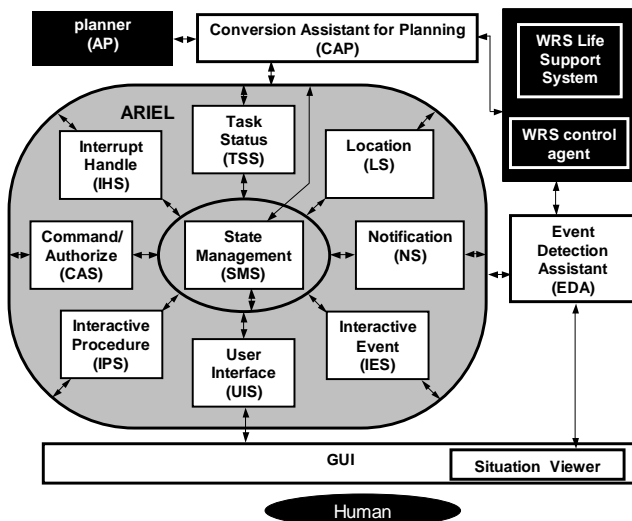 planner
(AP)
Conversion Assistant for Planning
(CAP)
WRS Life
Support
System
WRS control
agent
ARIEL
Task
Status
(TSS)
Interrupt
Handle
(IHS)
Location
(LS)
Command/
Authorize
(CAS)
State
Management
(SMS)
Notification
(NS)
Event
Detection
Assistant
(EDA)
Interactive
Procedure
(IPS)
User
Interface
(UIS)
Interactive
Event
(IES)
GUI
Situation Viewer
Human